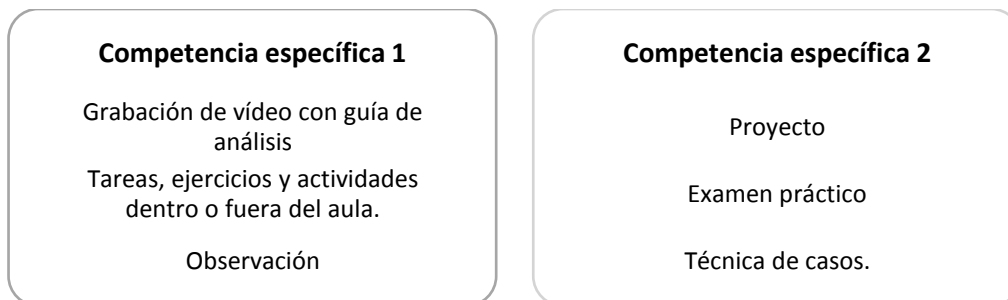 Competencia específica 1
Grabación de vídeo con guía de
análisis
Tareas, ejercicios y actividades
dentro o fuera del aula.
Observación
Competencia específica 2
Proyecto
Examen práctico
Técnica de casos.